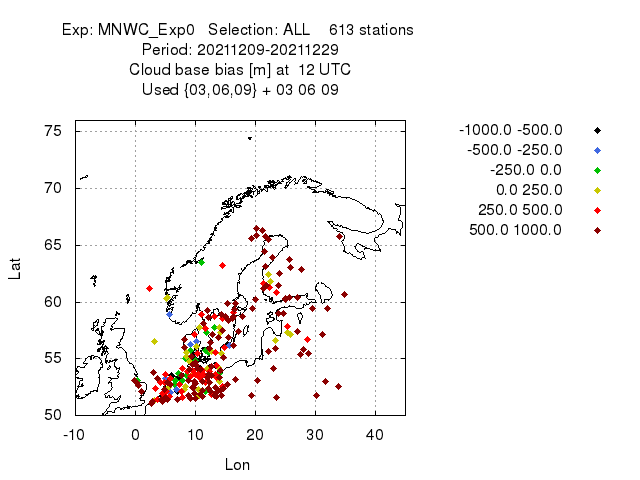 Exp: MNWC_Exp0 Selection: ALL 613 stations
Period: 20211209-20211229
Cloud base bias [m] at 12 UTC
Used {03,06,09} + 03 06 09
-1000.0 -500.0
-500.0 -250.0
-250.0 0.0
0.0 250.0
250.0 500.0
500.0 1000.0
75
70
65
60
55
50
Lat
-10 0 10 20 30 40
Lon